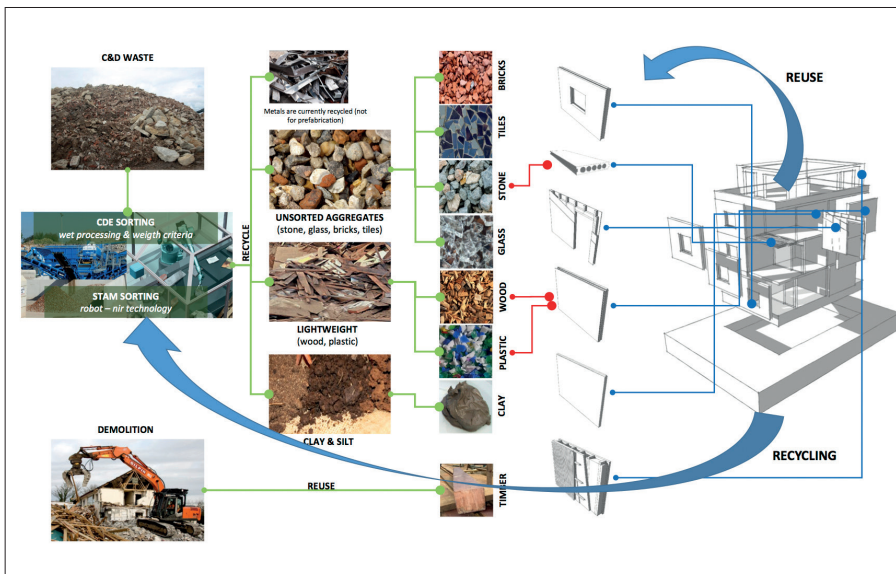 C&D WASTE
CDE SORTING
wet processing & weigth criteria
STAM SORTING
robot – nir technology
DEMOLITION
RECYCLE
Metals are currently recycled (not
for prefabrication)
UNSORTED AGGREGATES
(stone, glass, bricks, tiles)
LIGHTWEIGHT
(wood, plastic)
CLAY & SILT
REUSE
BRICKS
TILES
STONE
GLASS
WOOD
PLASTIC
CLAY
TIMBER
REUSE
RECYCLING